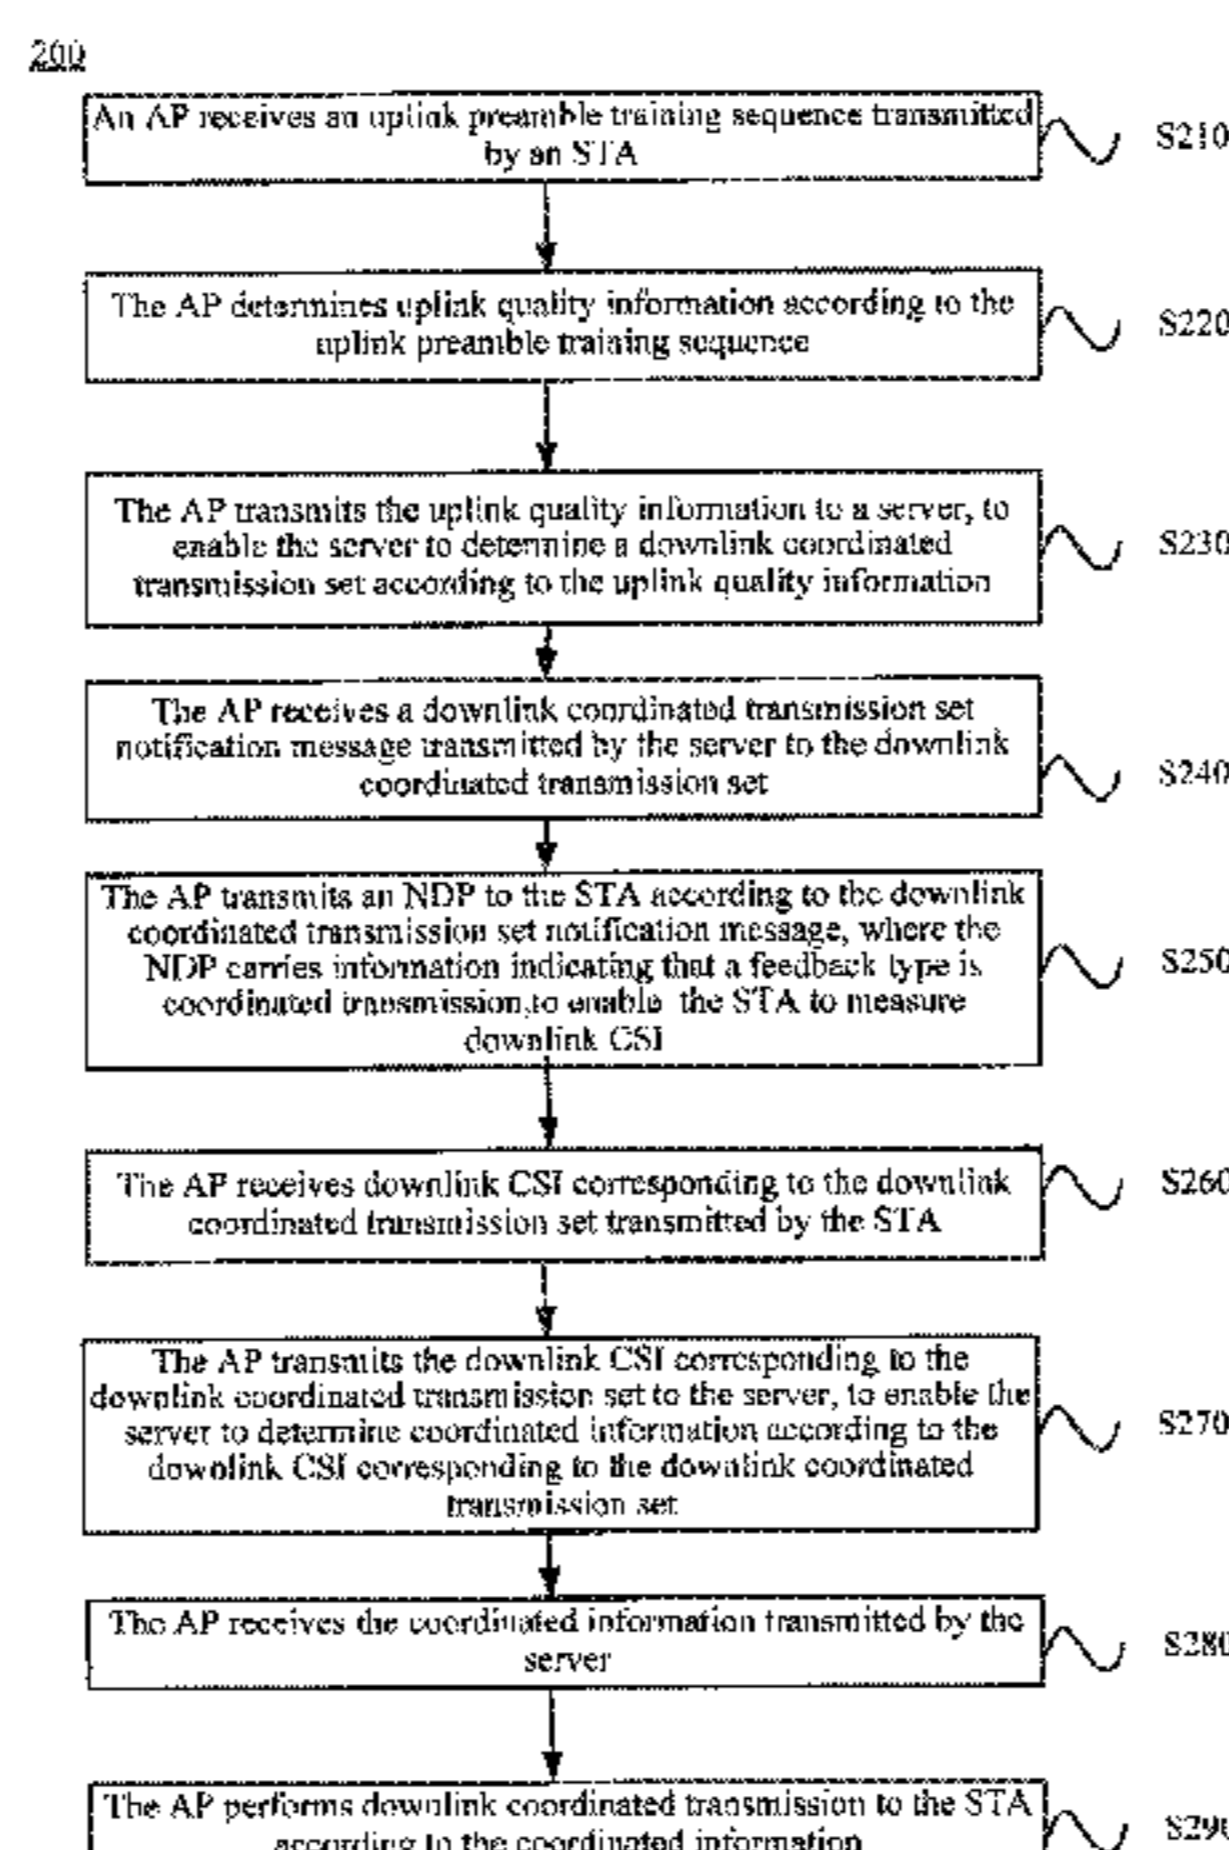 200
An AP receives an uplink preamble training sequence transmitted
by an STA
S210
The AP determines uplink quality information according to the
uplink preamble training sequence
S220
The AP transmits the uplink quality information to a server, to
enable the server to determine a downlink coordinated
transmission set according to the uplink quality information
S230
The AP receives a downlink coordinated transmission set
notification message transmitted by the server to the downlink
coordinated transmission set
S240
The AP transmits an NDP to the STA according to the downlink
coordinated transmission set notification message, where the
NDP carries information indicating that a feedback type is
coordinated transmission,to enable the STA to measure
downlink CSI
S250
The AP receives downlink CSI corresponding to the downlink
coordinated transmission set transmitted by the STA
S260
The AP transmits the downlink CSI corresponding to the
downlink coordinated transmission set to the server, to enable the
server to determine coordinated information according to the
downlink CSI corresponding to the downlink coordinated
transmission set
S270
The AP receives the coordinated information transmitted by the
server
S280
The AP performs downlink coordinated transmission to the STA
according to the coordinated information
S290